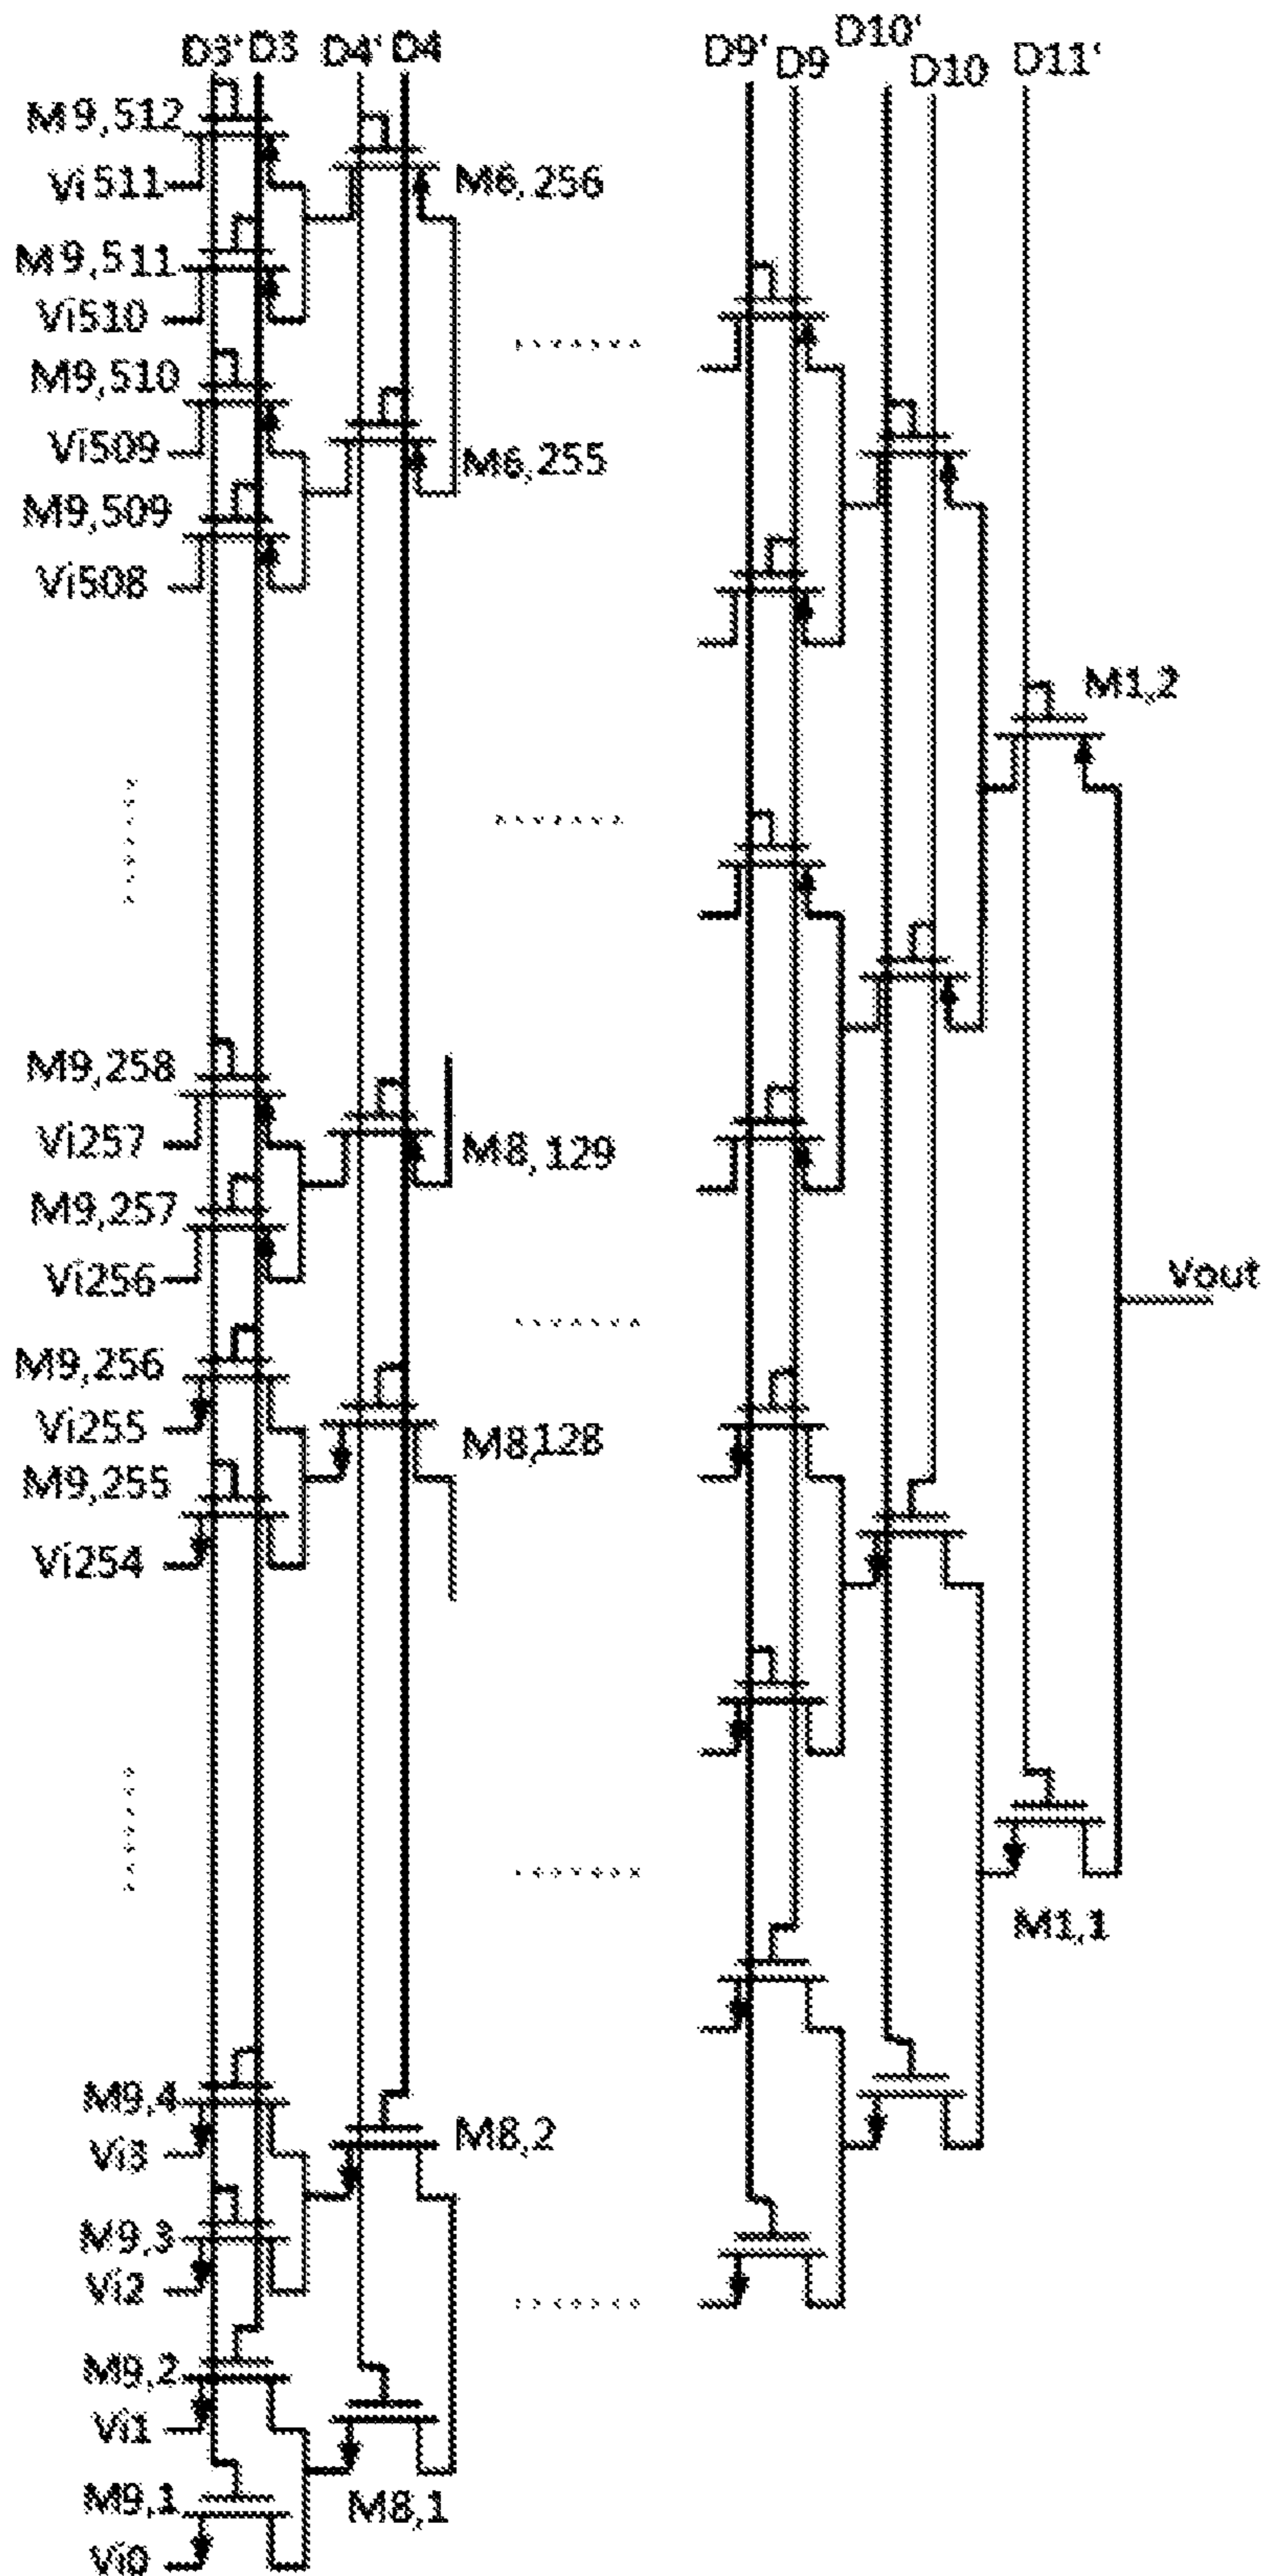 D3' D3 D4' D4 D9' D9 D10' D10 D11'
M9,512
Vi511
M6,256
M9,511
Vi510
M9,510
Vi509
M6,255
M9,509
Vi508
M1,2
M9,258
Vi257
M8,129
M9,257
Vi256
Vout
M9,256
Vi255
M8,128
M9,255
Vi254
M1,1
M9,4
Vi3
M8,2
M9,3
Vi2
M9,2
Vi1
M9,1
M8,1
Vi0